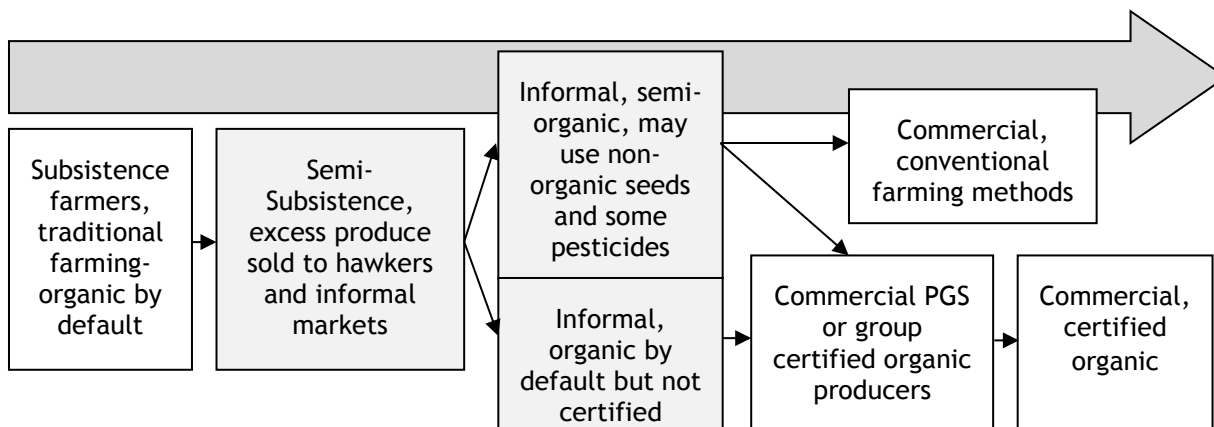 Subsistence
farmers,
traditional
farming-
organic by
default
Semi-
Subsistence,
excess produce
sold to hawkers
and informal
markets
Informal, semi-
organic, may
use non-
organic seeds
and some
pesticides
Informal,
organic by
default but not
certified
Commercial,
conventional
farming methods
Commercial PGS
or group
certified organic
producers
Commercial,
certified
organic